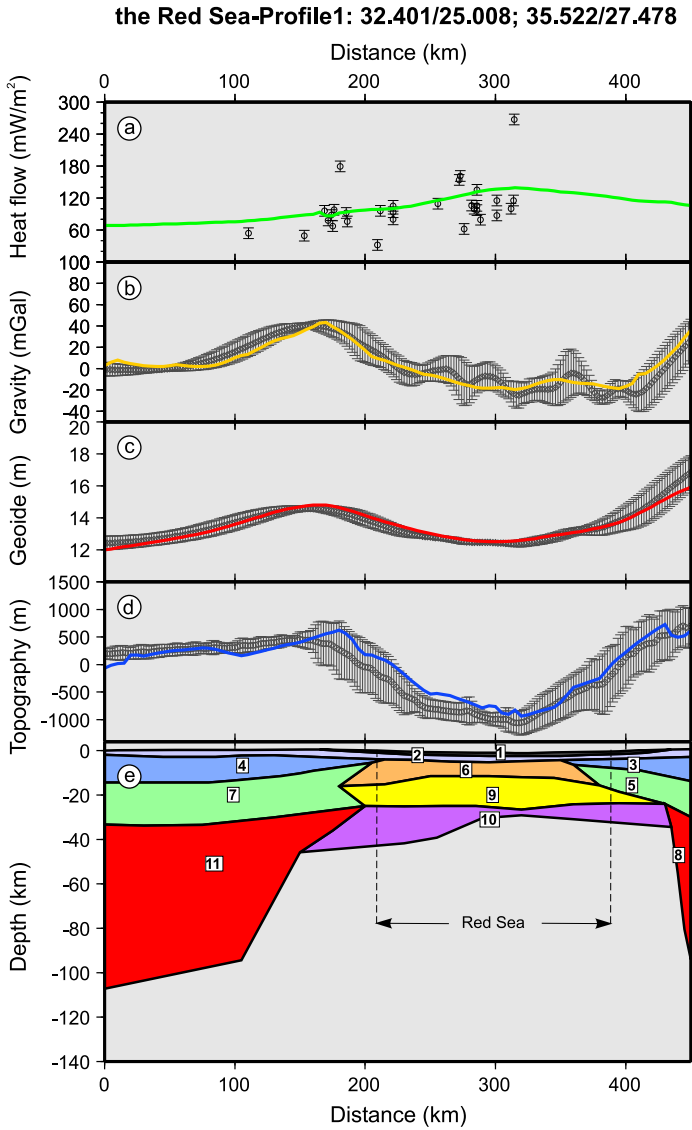 the Red Sea-Profile1: 32.401/25.008; 35.522/27.478
Distance (km)
0 100 200 300 400
Heat flow (mW/m²)
300
240
180
120
60
a
Gravity (mGal)
100
80
60
40
20
0
-20
-40
b
Geoide (m)
20
18
16
14
12
c
Topography (m)
1500
1000
500
0
-500
-1000
d
Depth (km)
0
-20
-40
-60
-80
-100
-120
-140
e
1
2
4
3
6
7
9
5
10
11
8
Red Sea
0 100 200 300 400
Distance (km)